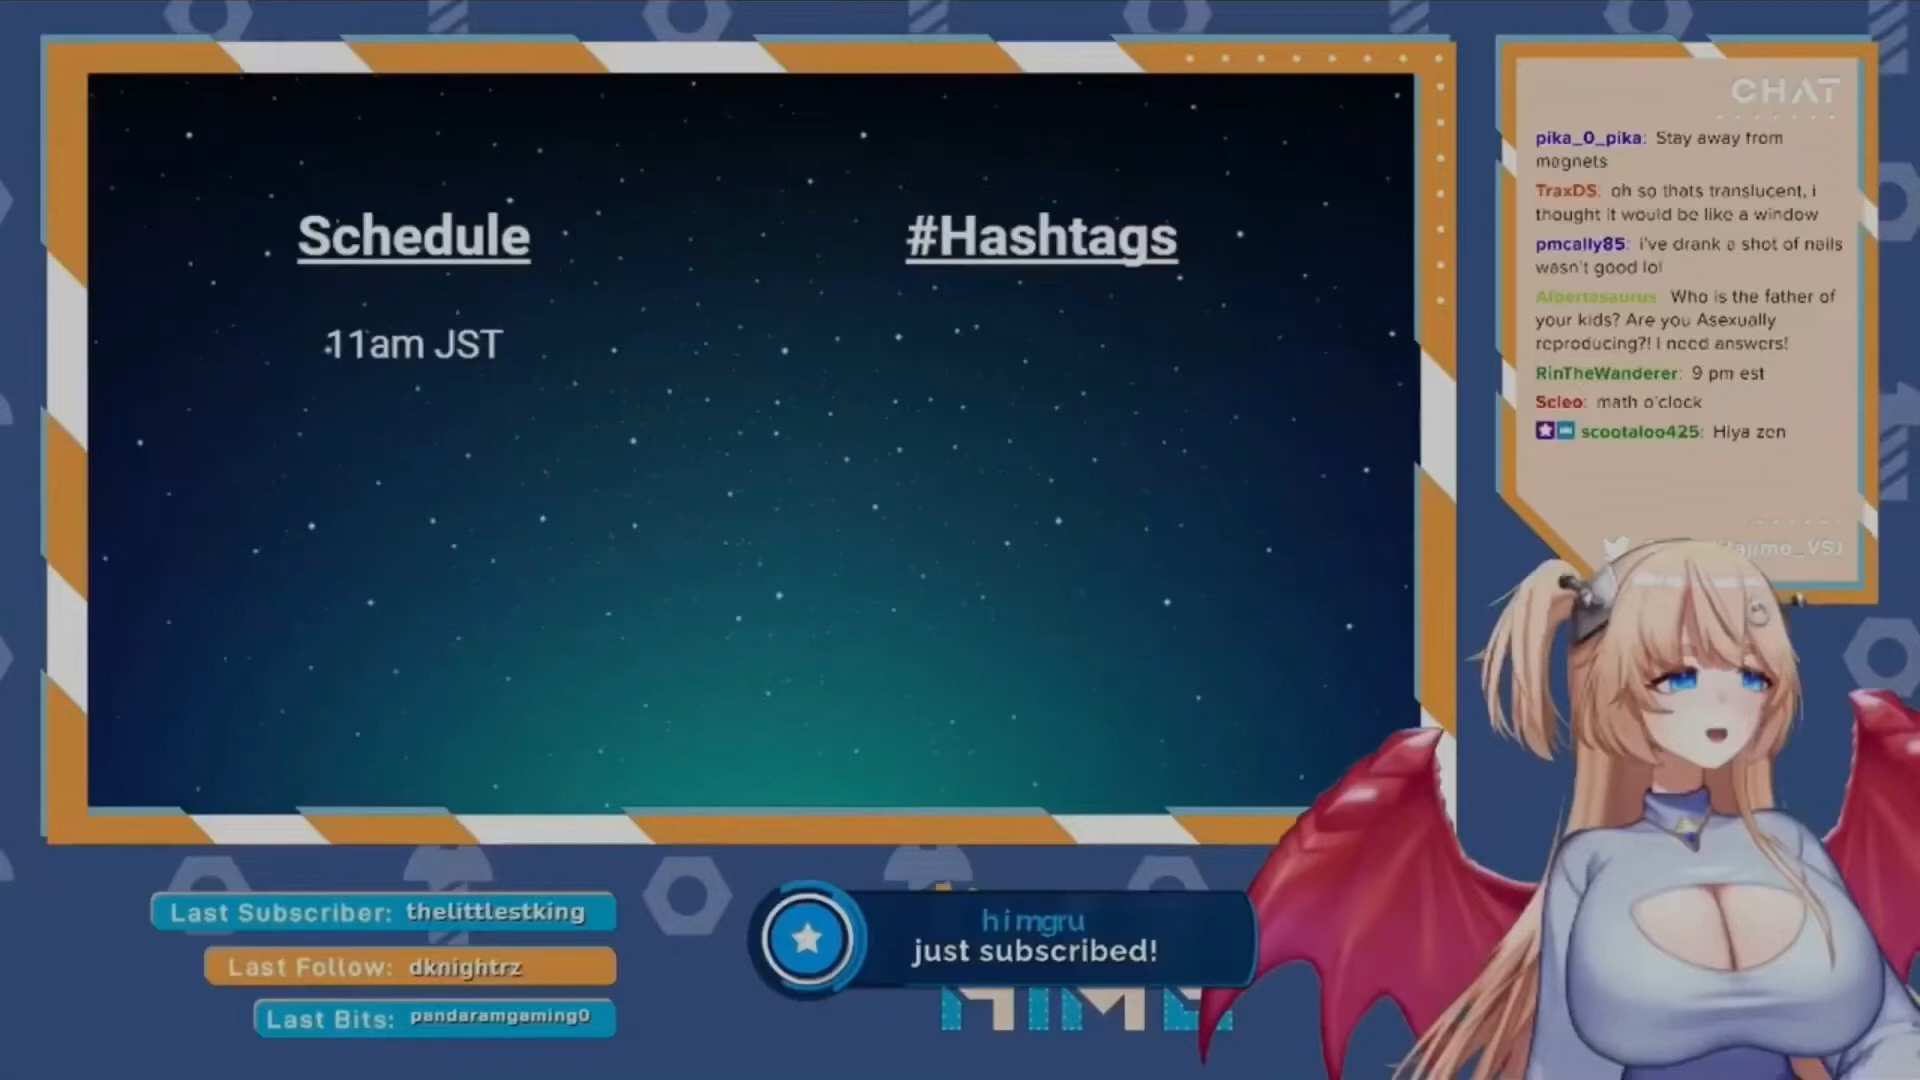 Schedule
#Hashtags
11am JST
CHAT
pika_0_pika: Stay away from
magnets
TraxDS: oh so thats translucent, i
thought it would be like a window
pmcally85: i've drank a shot of nails
wasn't good lol
Albertasaurus: Who is the father of
your kids? Are you Asexually
reproducing?! I need answers!
RinTheWanderer: 9 pm est
Scleo: math o'clock
scootaloo425: Hiya zen
Last Subscriber: thelittlestking
Last Follow: dknightrz
Last Bits: pandaramgaming0
himgru
just subscribed!